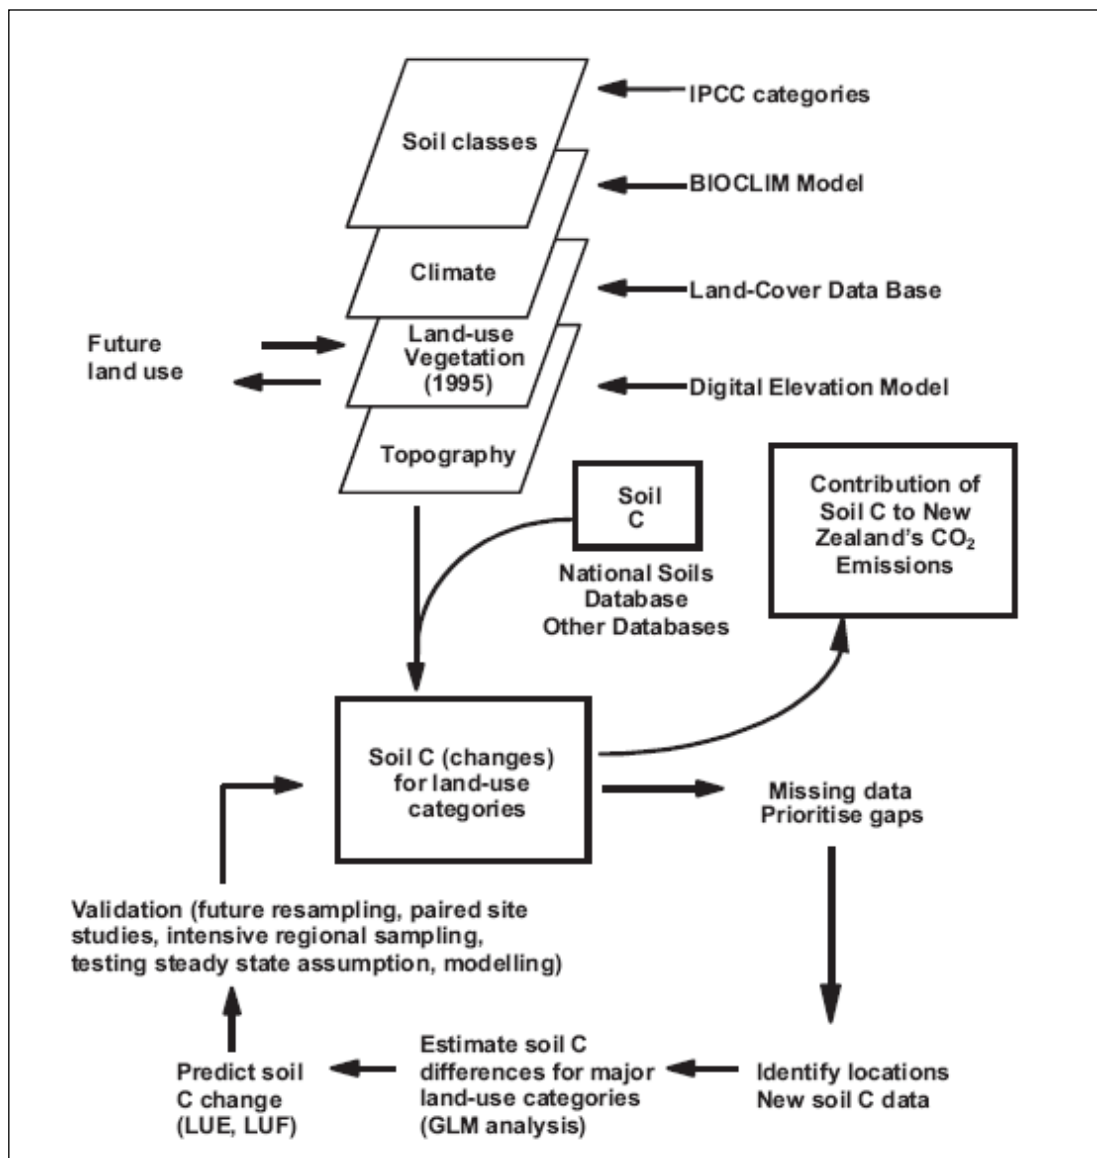 IPCC categories
Soil classes
BIOCLIM Model
Climate
Land-Cover Data Base
Land-use
Vegetation
(1995)
Future
land use
Digital Elevation Model
Topography
Soil
C
National Soils
Database
Other Databases
Contribution of
Soil C to New
Zealand's CO₂
Emissions
Soil C (changes)
for land-use
categories
Missing data
Prioritise gaps
Validation (future resampling, paired site
studies, intensive regional sampling,
testing steady state assumption, modelling)
Predict soil
C change
(LUE, LUF)
Estimate soil C
differences for major
land-use categories
(GLM analysis)
Identify locations
New soil C data